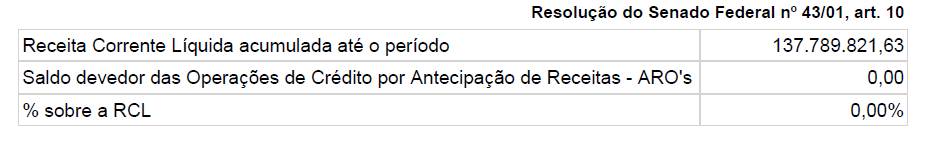 Resolução do Senado Federal nº 43/01, art. 10
Receita Corrente Líquida acumulada até o período 137.789.821,63
Saldo devedor das Operações de Crédito por Antecipação de Receitas - ARO's 0,00
% sobre a RCL 0,00%